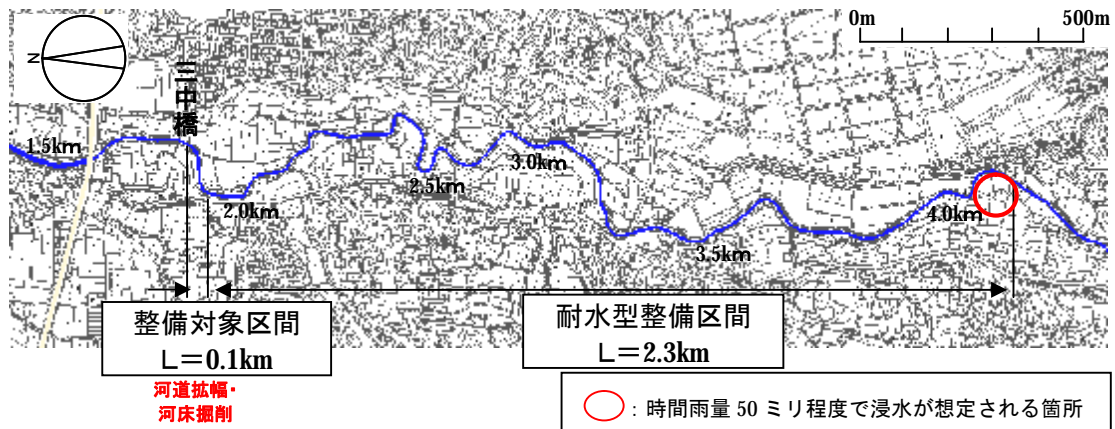 0m 500m
N
三中橋
1.5km
2.0km
2.5km
3.0km
3.5km
4.0km
整備対象区間
L＝0.1km
河道拡幅・
河床掘削
耐水型整備区間
L＝2.3km
：時間雨量 50 ミリ程度で浸水が想定される箇所